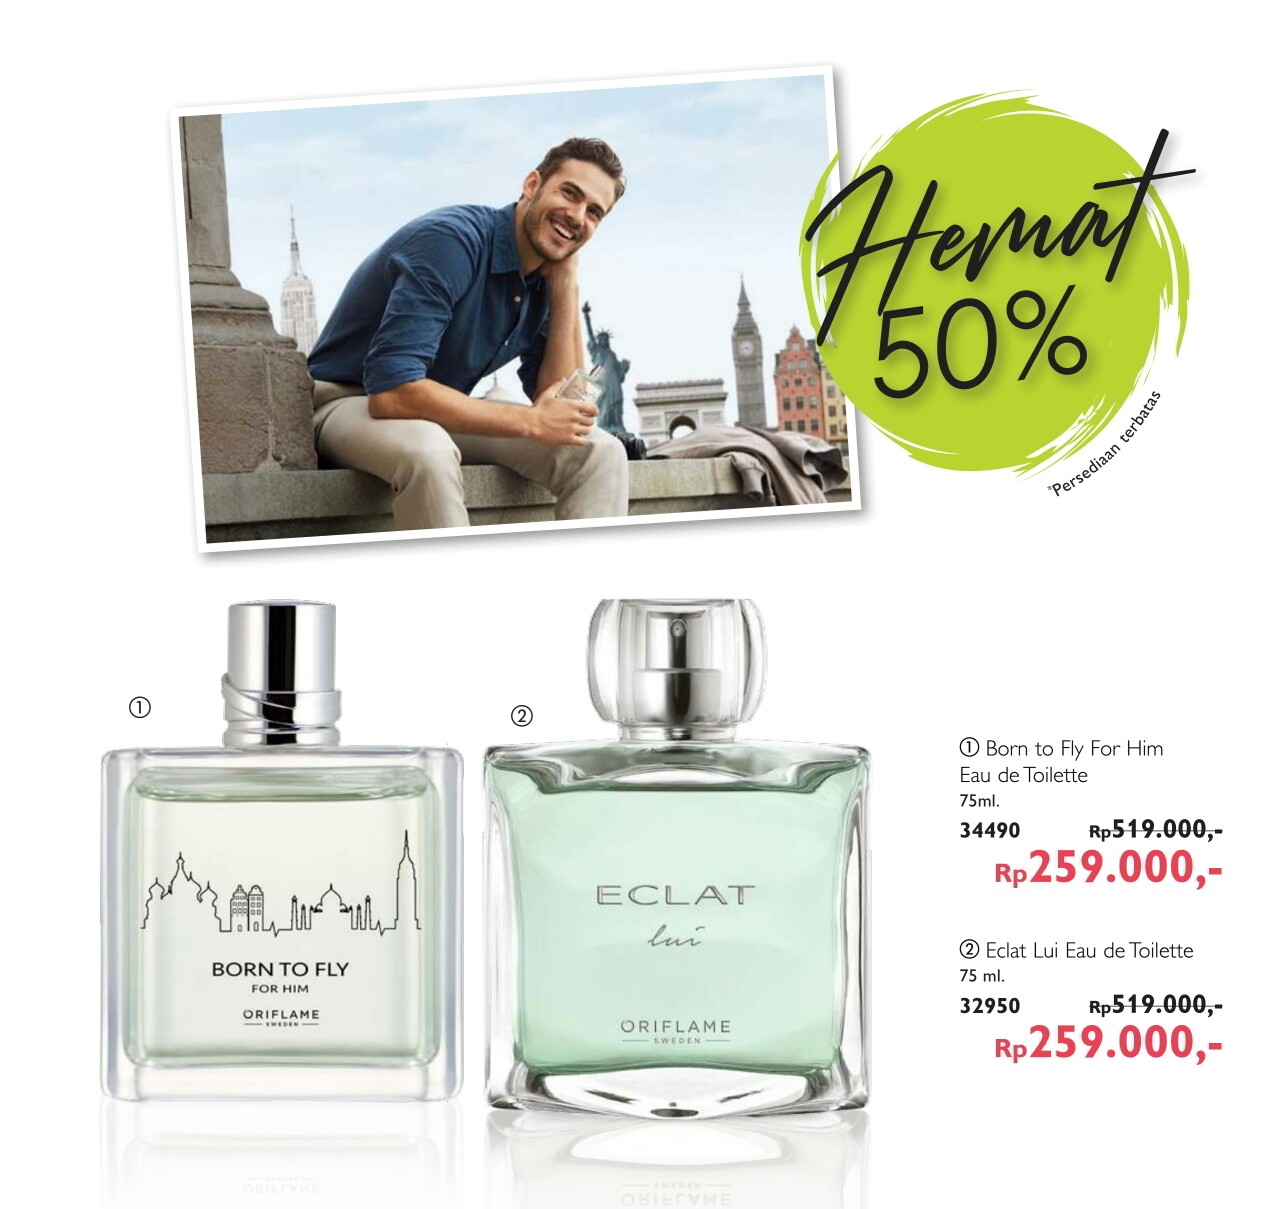 Hemat
50%
*Persediaan terbatas
①
②
BORN TO FLY
FOR HIM
ORIFLAME
SWEDEN
ECLAT
lui
ORIFLAME
SWEDEN
① Born to Fly For Him
Eau de Toilette
75ml.
34490 Rp519.000,-
Rp259.000,-
② Eclat Lui Eau de Toilette
75 ml.
32950 Rp519.000,-
Rp259.000,-